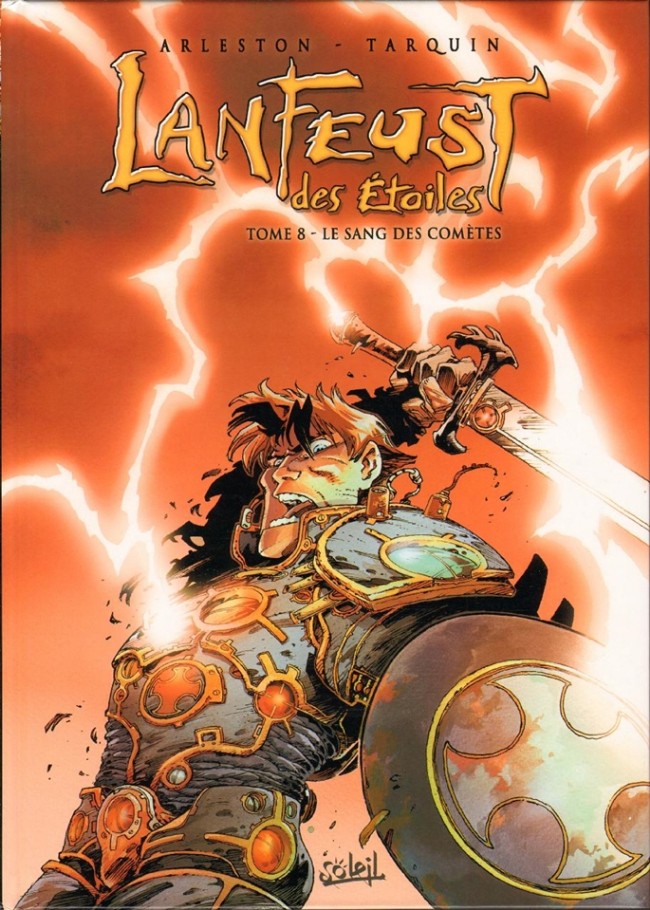 ARLESTON - TARQUIN
LANFEUST
des Étoiles
TOME 8 - LE SANG DES COMÈTES
SOLEIL